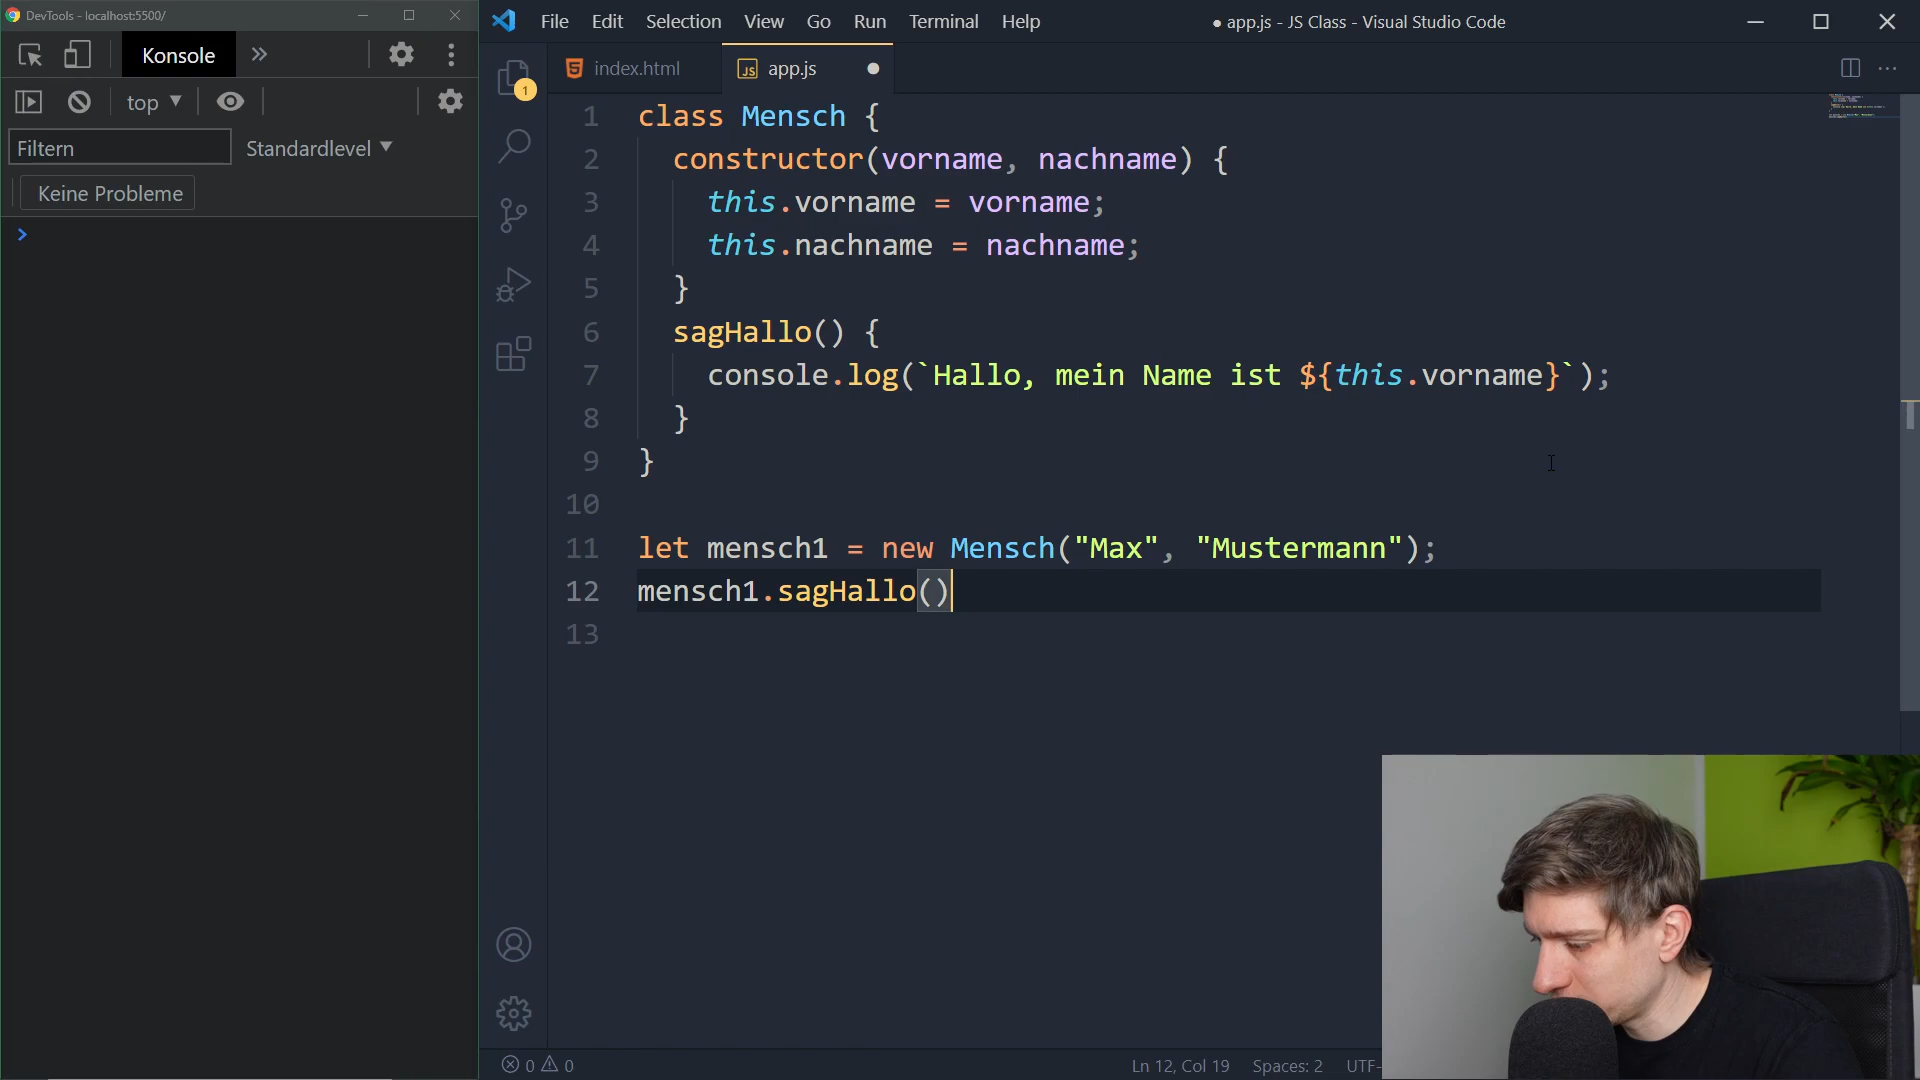 DevTools - localhost:5500/
Konsole
top
Filtern
Standardlevel
Keine Probleme
>
File Edit Selection View Go Run Terminal Help
● app.js - JS Class - Visual Studio Code
1
index.html
JS app.js
1 class Mensch {
2 constructor(vorname, nachname) {
3 this.vorname = vorname;
4 this.nachname = nachname;
5 }
6 sagHallo() {
7 console.log(`Hallo, mein Name ist ${this.vorname}`);
8 }
9 }
10
11 let mensch1 = new Mensch("Max", "Mustermann");
12 mensch1.sagHallo()
13
0 0
Ln 12, Col 19 Spaces: 2 UTF-